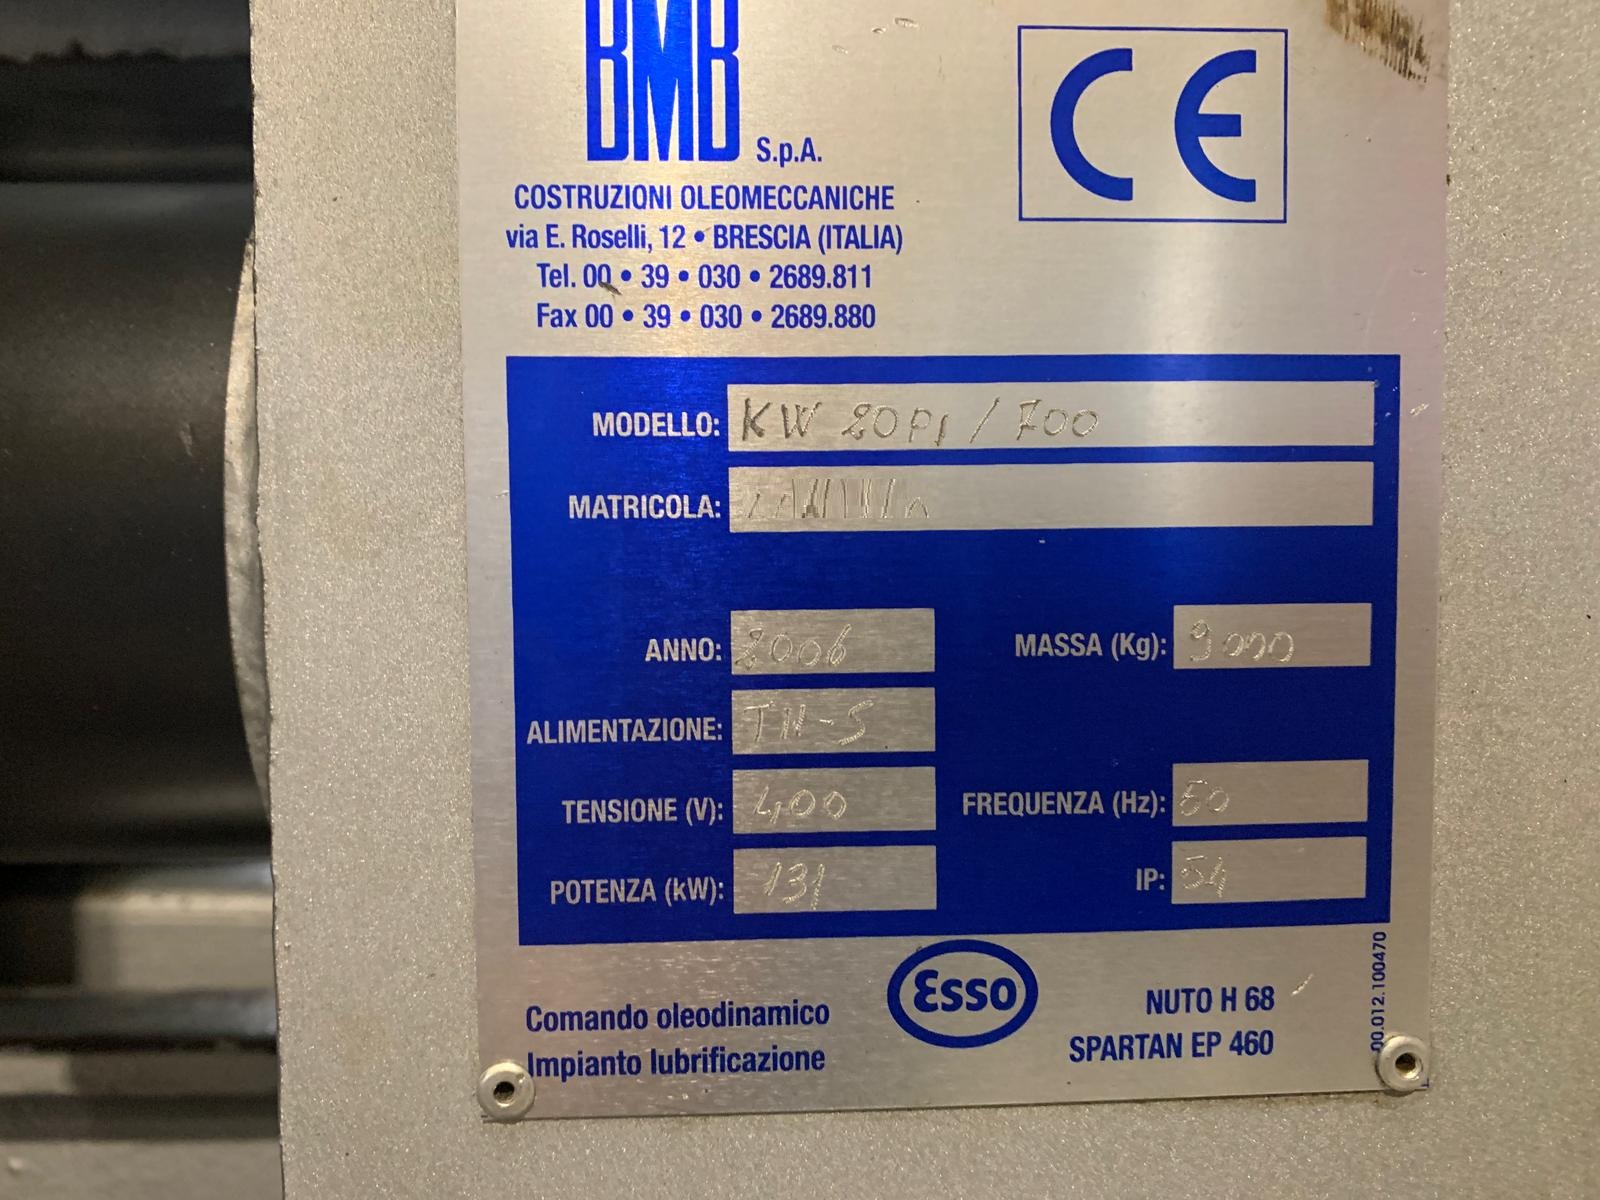 BMB S.p.A.
COSTRUZIONI OLEOMECCANICHE
via E. Roselli, 12 • BRESCIA (ITALIA)
Tel. 00 • 39 • 030 • 2689.811
Fax 00 • 39 • 030 • 2689.880
CE
MODELLO: KW 20PI / 700
MATRICOLA:
ANNO: 2006
MASSA (Kg): 9000
ALIMENTAZIONE:
TENSIONE (V): 400
FREQUENZA (Hz): 50
POTENZA (kW): 131
IP: 54
Comando oleodinamico
Impianto lubrificazione
Esso
NUTO H 68
SPARTAN EP 460
00.012.100470